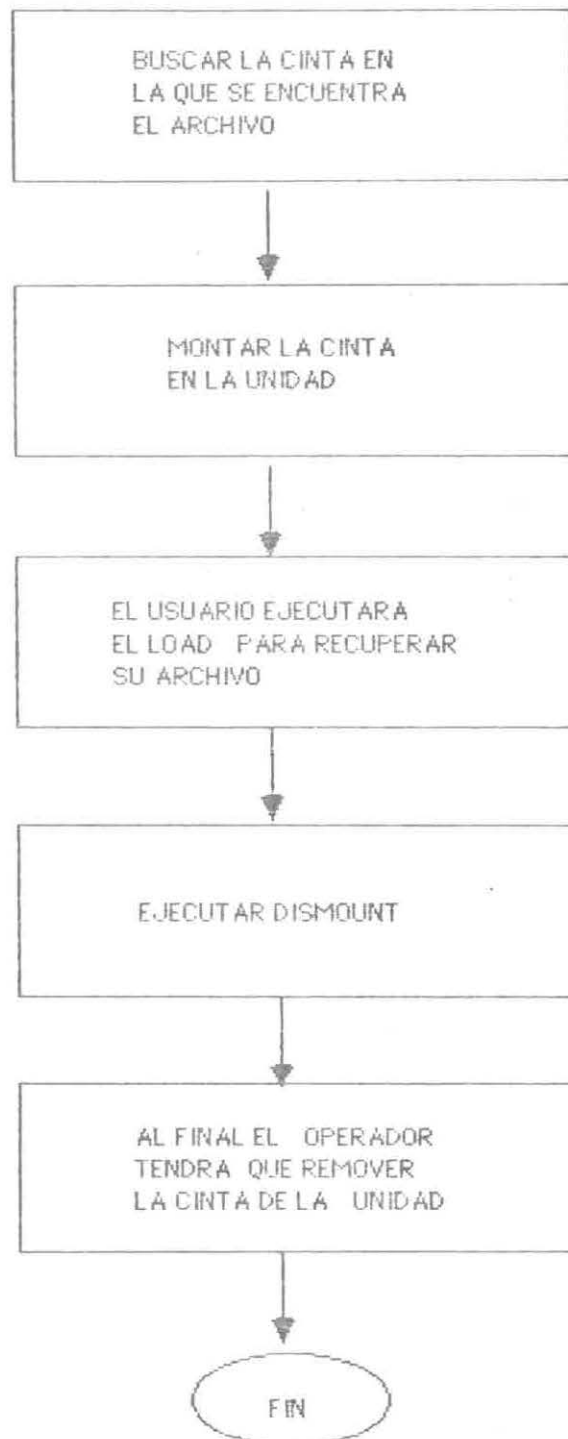 BUSCAR LA CINTA EN
LA QUE SE ENCUENTRA
EL ARCHIVO
MONTAR LA CINTA
EN LA UNIDAD
EL USUARIO EJECUTARA
EL LOAD PARA RECUPERAR
SU ARCHIVO
EJECUTAR DISMOUNT
AL FINAL EL OPERADOR
TENDRA QUE REMOVER
LA CINTA DE LA UNIDAD
FIN